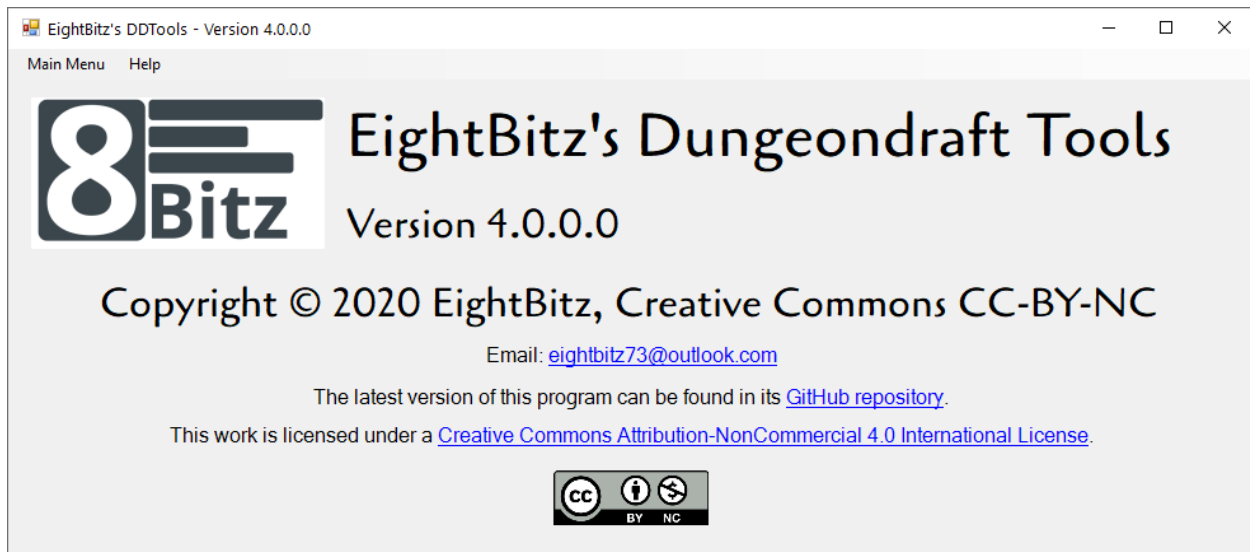 EightBitz's DDTools - Version 4.0.0.0
Main Menu Help
8 Bitz
EightBitz's Dungeondraft Tools
Version 4.0.0.0
Copyright © 2020 EightBitz, Creative Commons CC-BY-NC
Email: eightbitz73@outlook.com
The latest version of this program can be found in its GitHub repository.
This work is licensed under a Creative Commons Attribution-NonCommercial 4.0 International License.
cc
BY NC